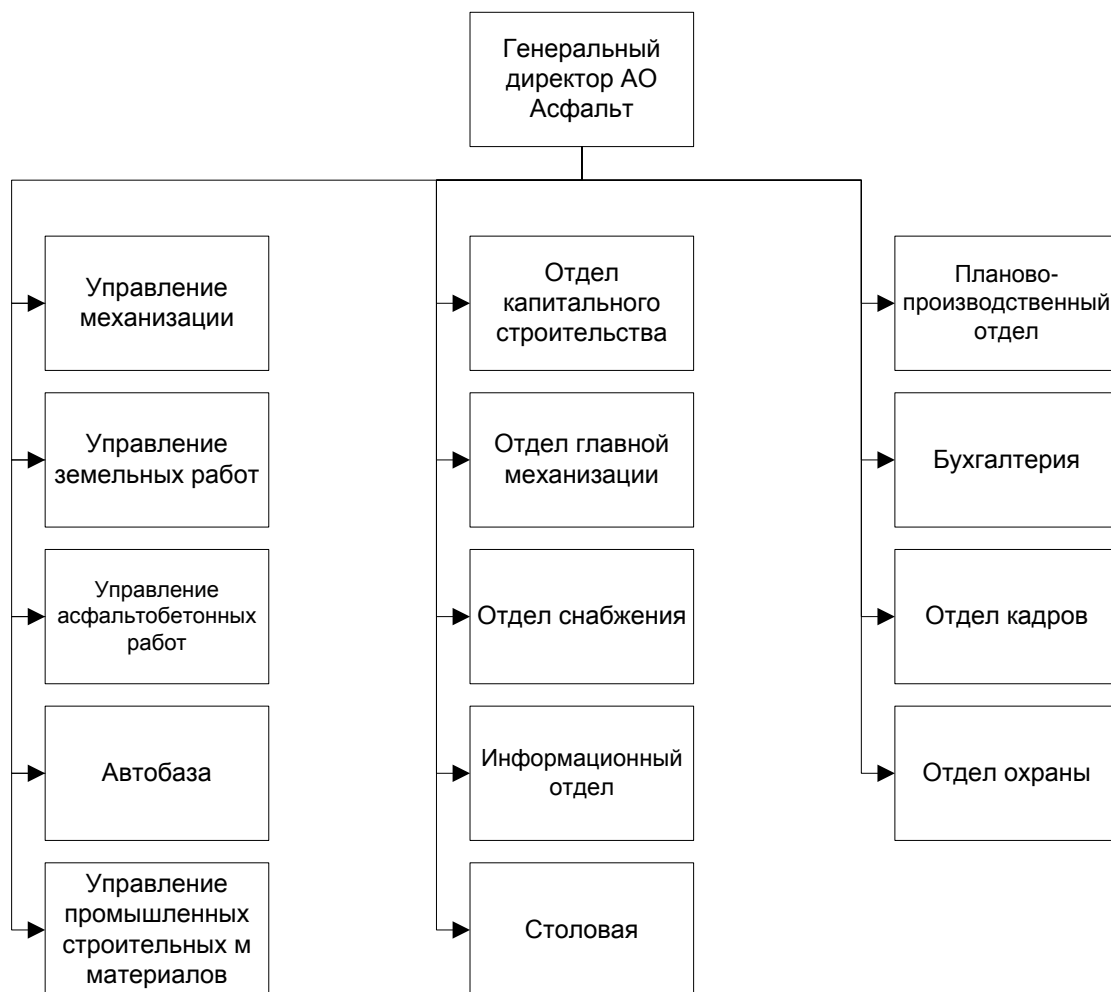 Генеральный
директор АО
Асфальт
Управление
механизации
Управление
земельных работ
Управление
асфальтобетонных
работ
Автобаза
Управление
промышленных
строительных м
материалов
Отдел
капитального
строительства
Отдел главной
механизации
Отдел снабжения
Информационный
отдел
Столовая
Планово-
производственный
отдел
Бухгалтерия
Отдел кадров
Отдел охраны